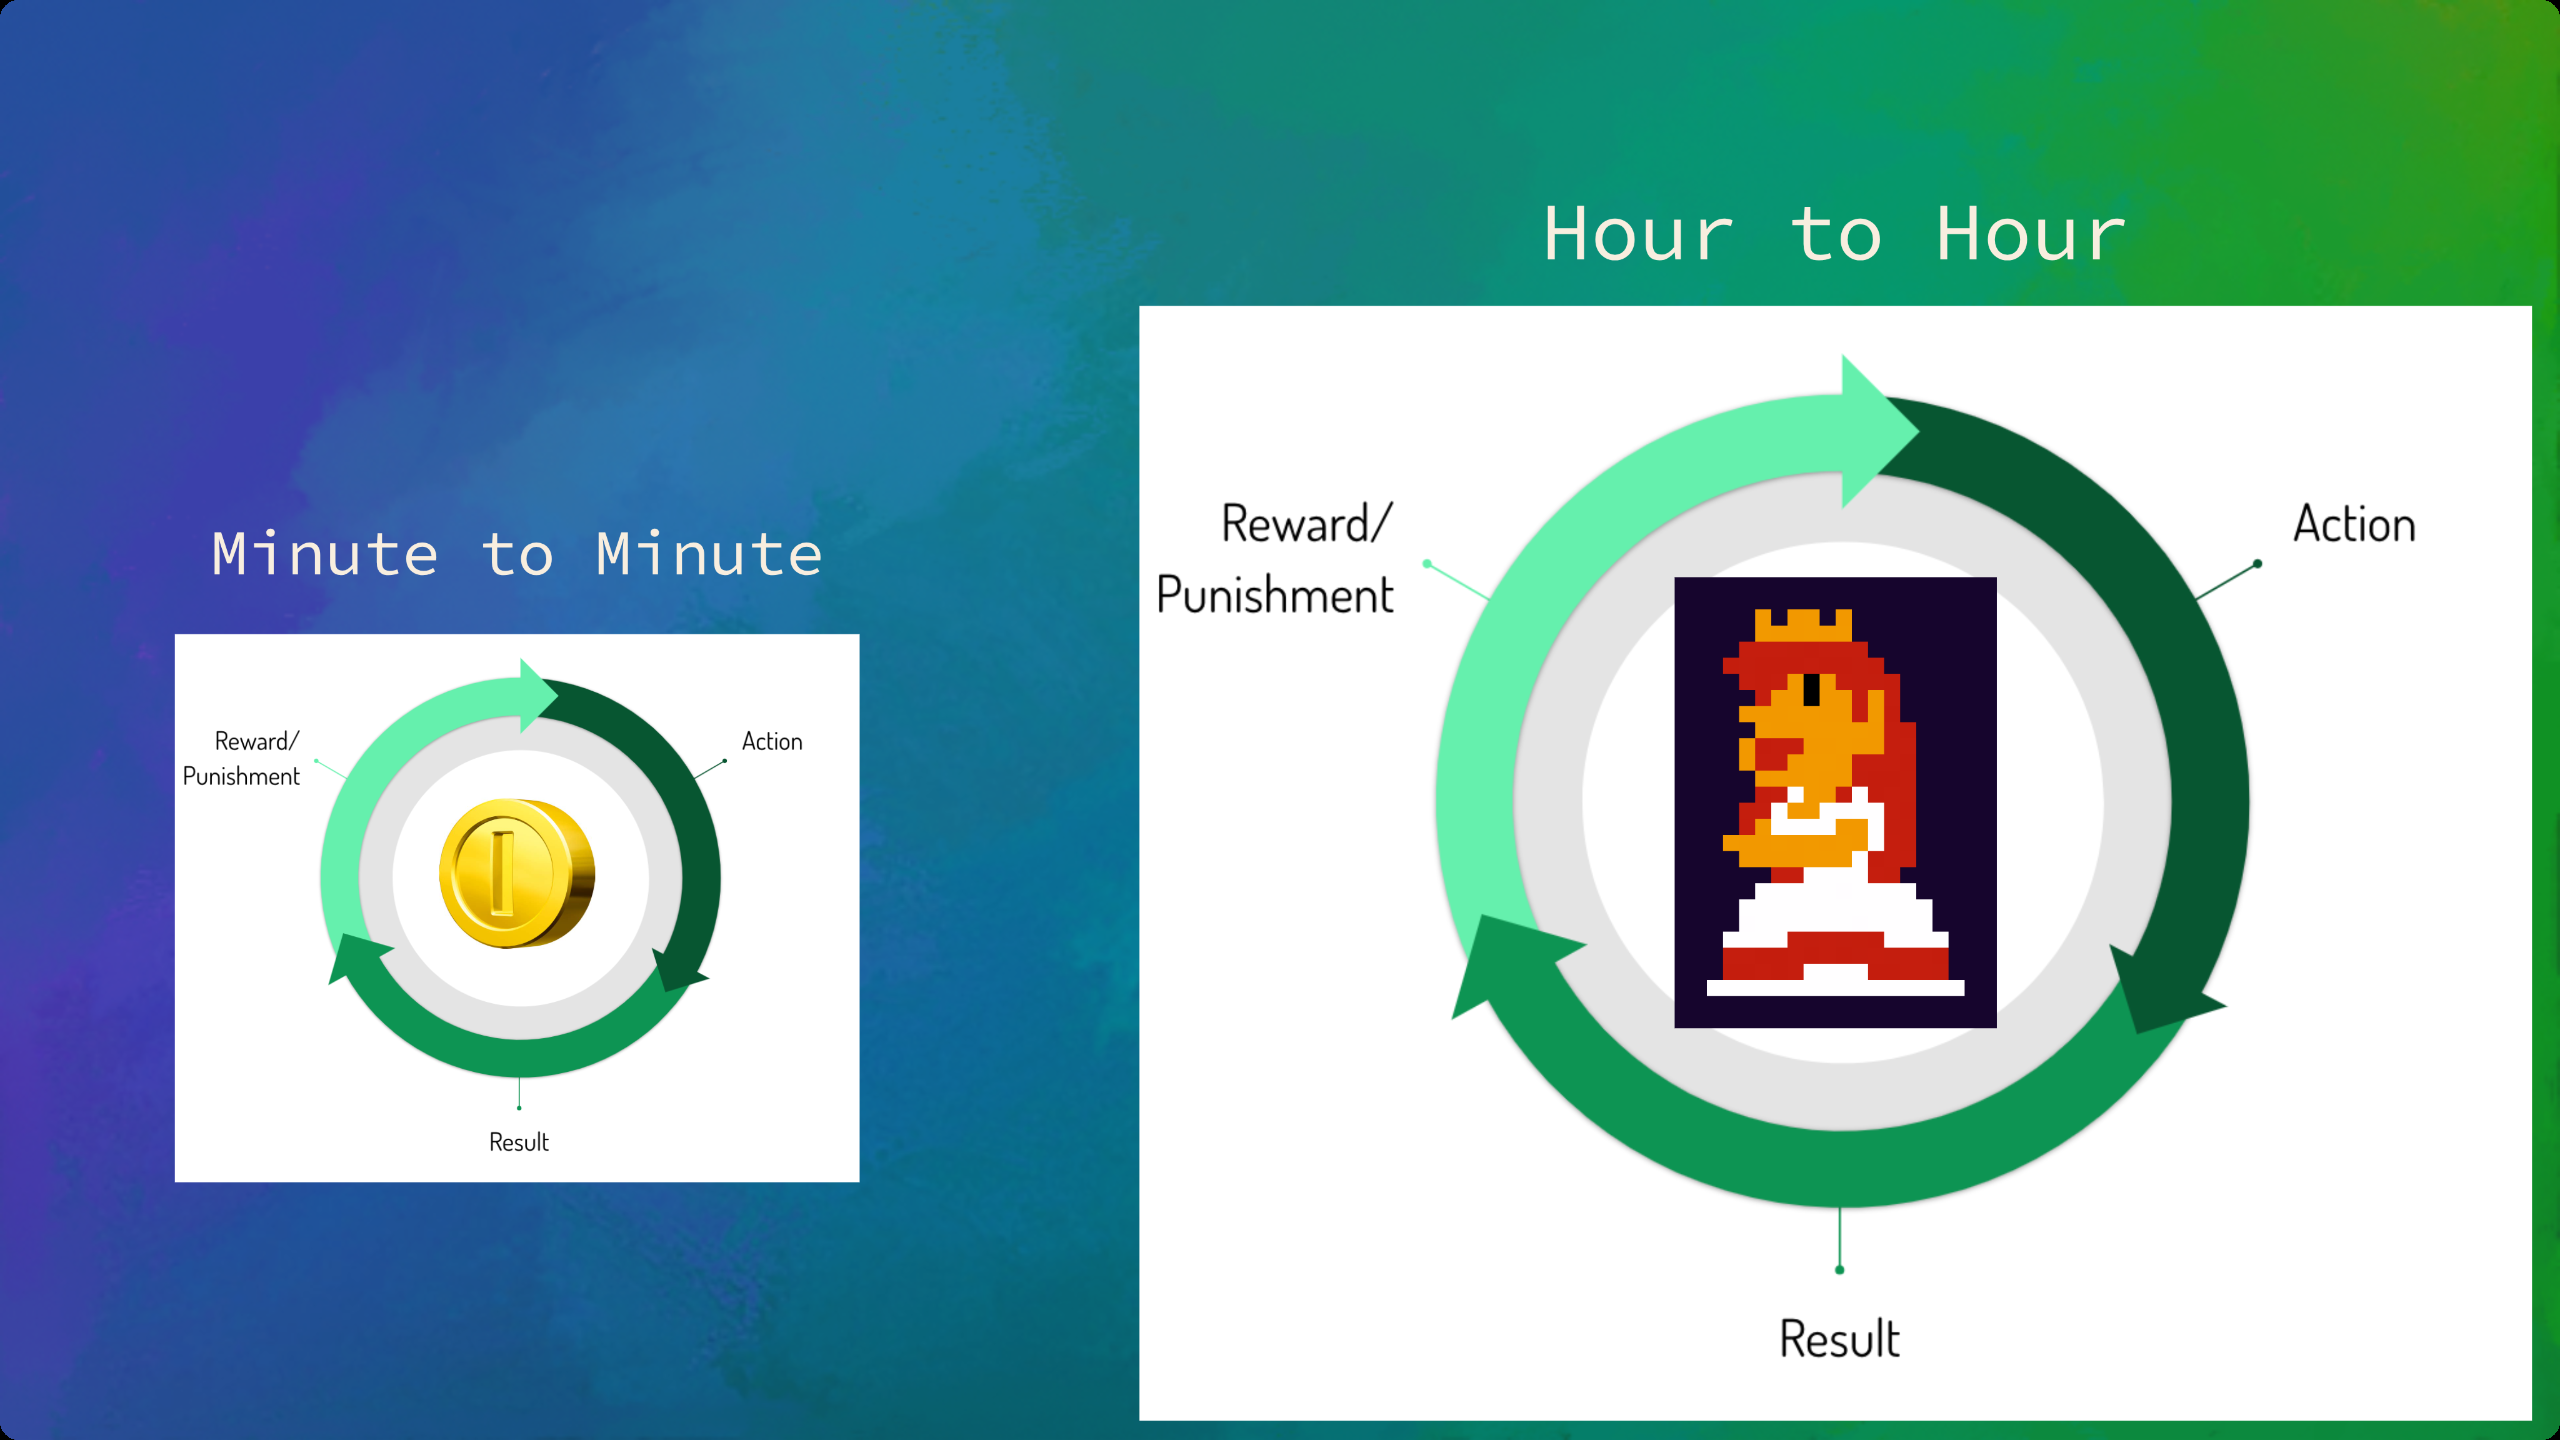 Minute to Minute
Reward/
Punishment
Action
Result
Hour to Hour
Reward/
Punishment
Action
Result